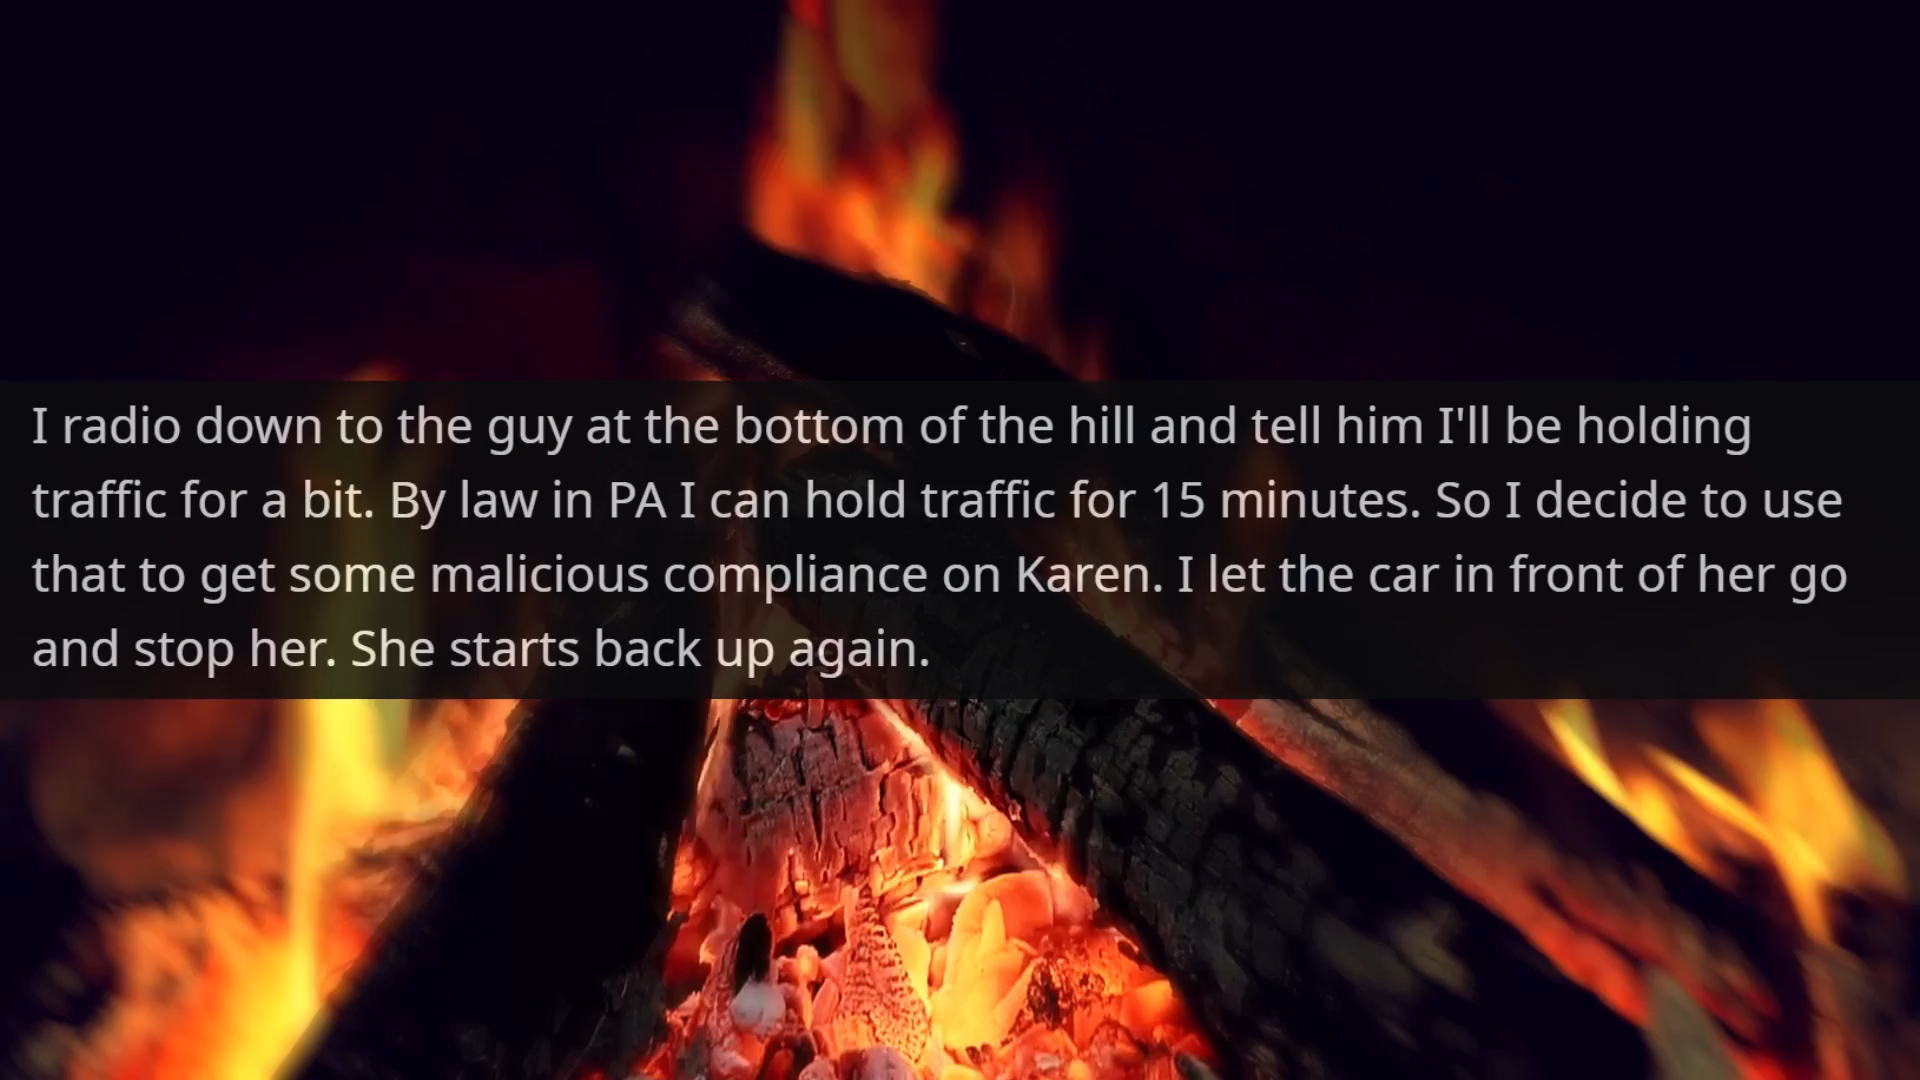 I radio down to the guy at the bottom of the hill and tell him I'll be holding
traffic for a bit. By law in PA I can hold traffic for 15 minutes. So I decide to use
that to get some malicious compliance on Karen. I let the car in front of her go
and stop her. She starts back up again.